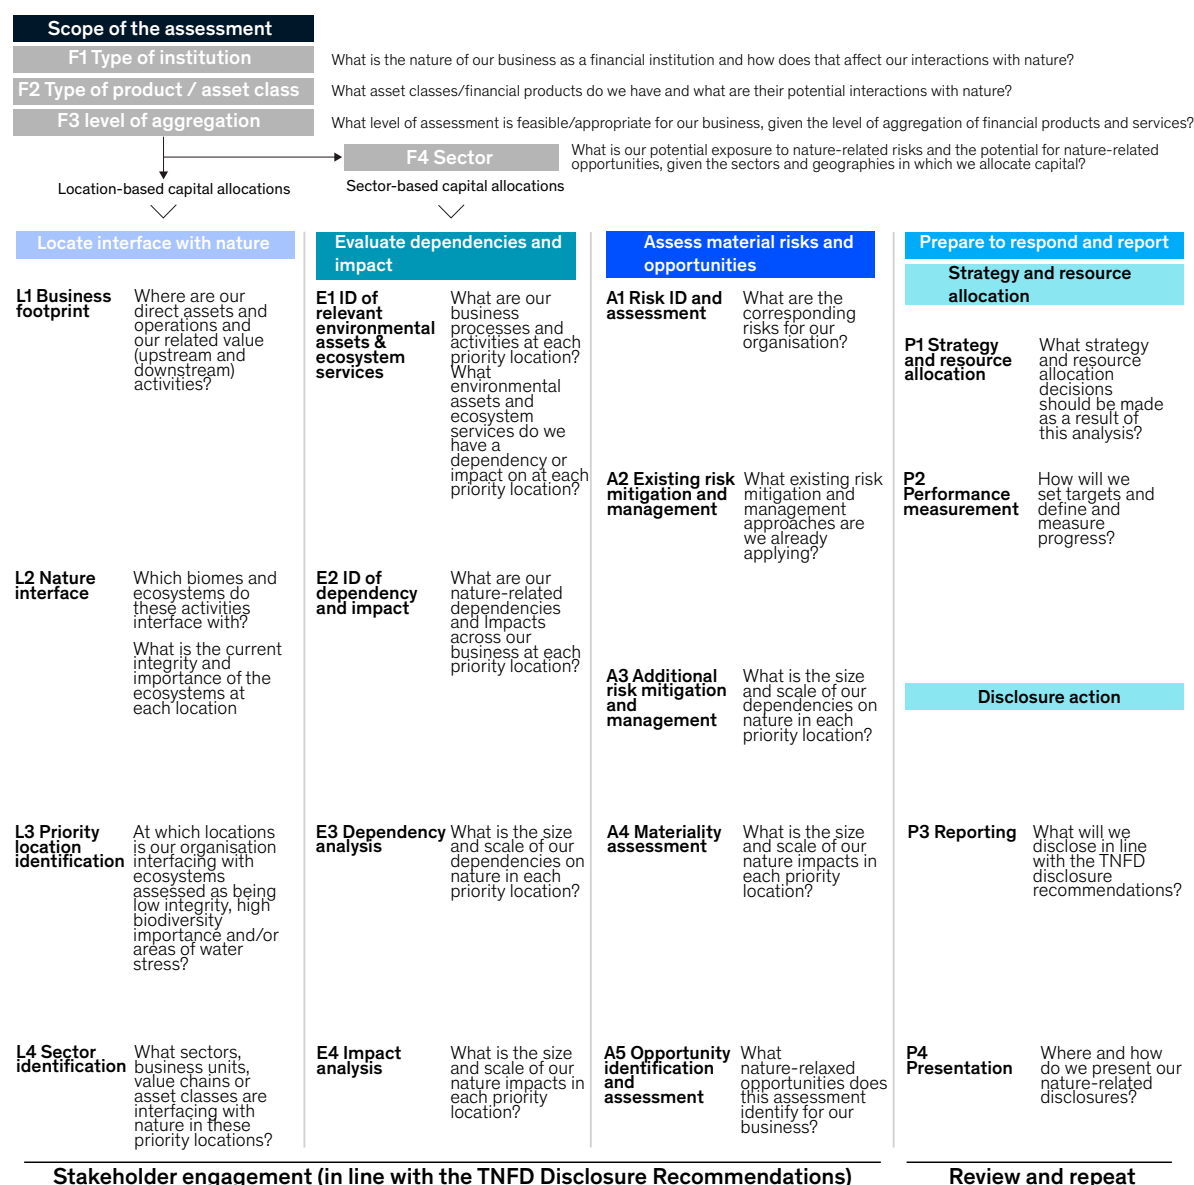 Scope of the assessment
F1 Type of institution
What is the nature of our business as a financial institution and how does that affect our interactions with nature?
F2 Type of product / asset class
What asset classes/financial products do we have and what are their potential interactions with nature?
F3 level of aggregation
What level of assessment is feasible/appropriate for our business, given the level of aggregation of financial products and services?
F4 Sector
What is our potential exposure to nature-related risks and the potential for nature-related
opportunities, given the sectors and geographies in which we allocate capital?
Location-based capital allocations
Sector-based capital allocations
Locate interface with nature
L1 Business
footprint
Where are our
direct assets and
operations and
our related value
(upstream and
downstream)
activities?
L2 Nature
interface
Which biomes and
ecosystems do
these activities
interface with?
What is the current
integrity and
importance of the
ecosystems at
each location
L3 Priority
location
identification
At which locations
is our organisation
interfacing with
ecosystems
assessed as being
low integrity, high
biodiversity
importance and/or
areas of water
stress?
L4 Sector
identification
What sectors,
business units,
value chains or
asset classes are
interfacing with
nature in these
priority locations?
Evaluate dependencies and
impact
E1 ID of
relevant
environmental
assets &
ecosystem
services
What are our
business
processes and
activities at each
priority location?
What
environmental
assets and
ecosystem
services do we
have a
dependency or
impact on at each
priority location?
E2 ID of
dependency
and impact
What are our
nature-related
dependencies
and Impacts
across our
business at each
priority location?
E3 Dependency
analysis
What is the size
and scale of our
dependencies on
nature in each
priority location?
E4 Impact
analysis
What is the size
and scale of our
nature impacts in
each priority
location?
Assess material risks and
opportunities
A1 Risk ID and
assessment
What are the
corresponding
risks for our
organisation?
A2 Existing risk
mitigation and
management
What existing risk
mitigation and
management
approaches are
we already
applying?
A3 Additional
risk mitigation
and
management
What is the size
and scale of our
dependencies on
nature in each
priority location?
A4 Materiality
assessment
What is the size
and scale of our
nature impacts in
each priority
location?
A5 Opportunity
identification
and
assessment
What
nature-relaxed
opportunities does
this assessment
identify for our
business?
Prepare to respond and report
Strategy and resource
allocation
P1 Strategy
and resource
allocation
What strategy
and resource
allocation
decisions
should be made
as a result of
this analysis?
P2
Performance
measurement
How will we
set targets and
define and
measure
progress?
Disclosure action
P3 Reporting
What will we
disclose in line
with the TNFD
disclosure
recommendations?
P4
Presentation
Where and how
do we present our
nature-related
disclosures?
Stakeholder engagement (in line with the TNFD Disclosure Recommendations)
Review and repeat